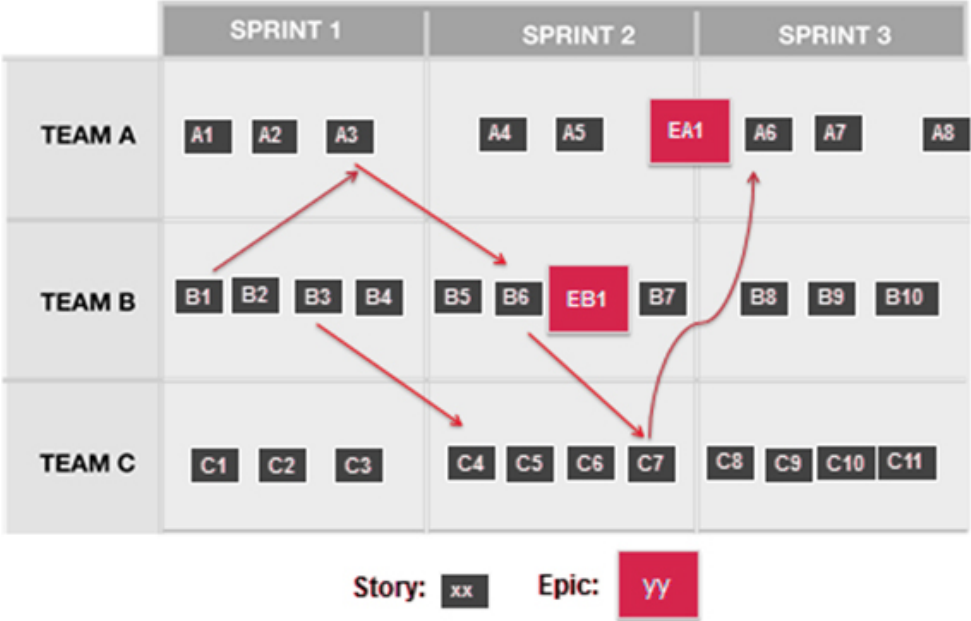 SPRINT 1 SPRINT 2 SPRINT 3
TEAM A A1 A2 A3 A4 A5 EA1 A6 A7 A8
TEAM B B1 B2 B3 B4 B5 B6 EB1 B7 B8 B9 B10
TEAM C C1 C2 C3 C4 C5 C6 C7 C8 C9 C10 C11
Story: xx Epic: yy